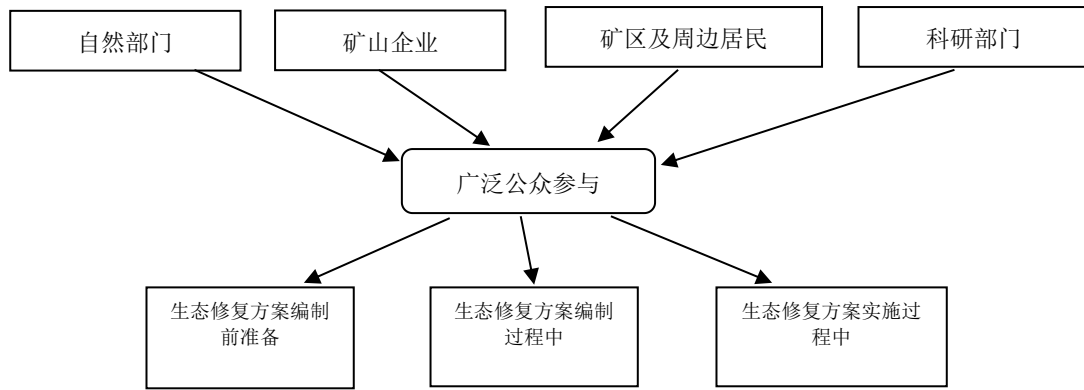 自然部门
矿山企业
矿区及周边居民
科研部门
广泛公众参与
生态修复方案编制
前准备
生态修复方案编制
过程中
生态修复方案实施过
程中